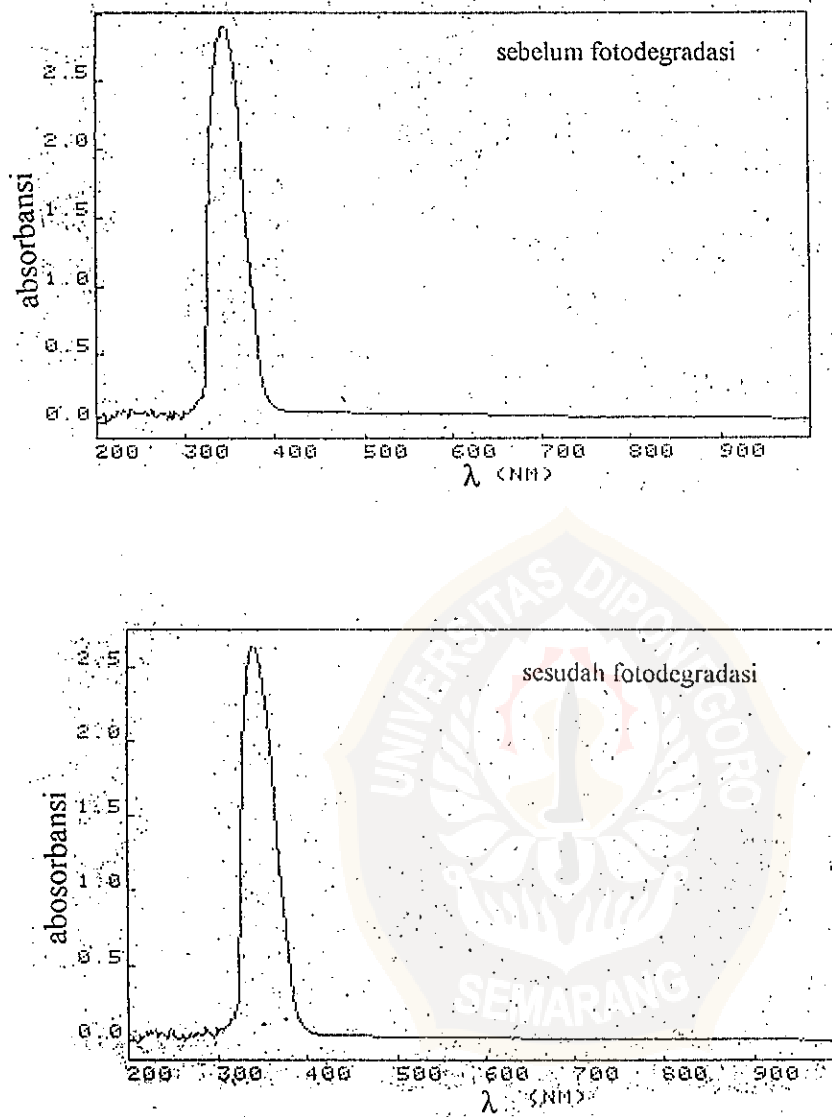 sebelum fotodegradasi
absorbansi
2.5
2.0
1.5
1.0
0.5
0.0
200 300 400 500 600 700 800 900
λ (NM)
sesudah fotodegradasi
abosorbansi
2.5
2.0
1.5
1.0
0.5
0.0
200 300 400 500 600 700 800 900
λ (NM)
UNIVERSITAS DIPONEGORO
SEMARANG